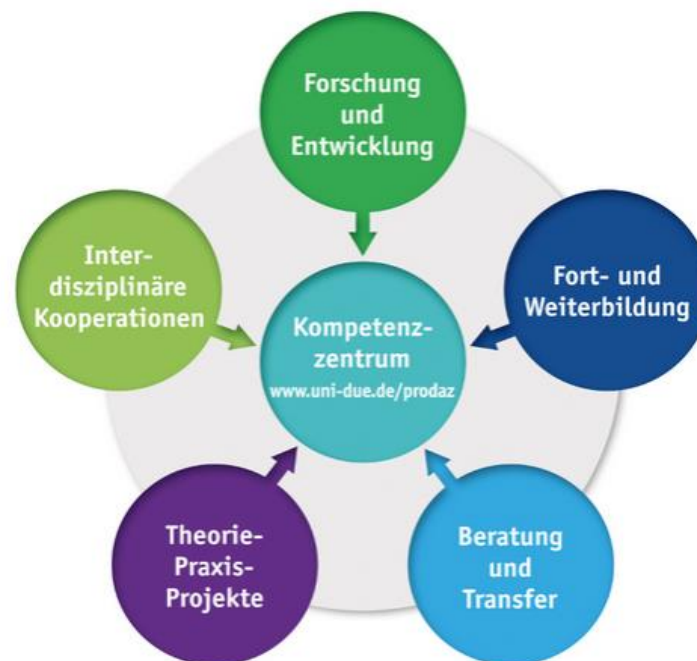 Forschung
und
Entwicklung
Inter-
disziplinäre
Kooperationen
Fort- und
Weiterbildung
Kompetenz-
zentrum
www.uni-due.de/prodaz
Theorie-
Praxis-
Projekte
Beratung
und
Transfer